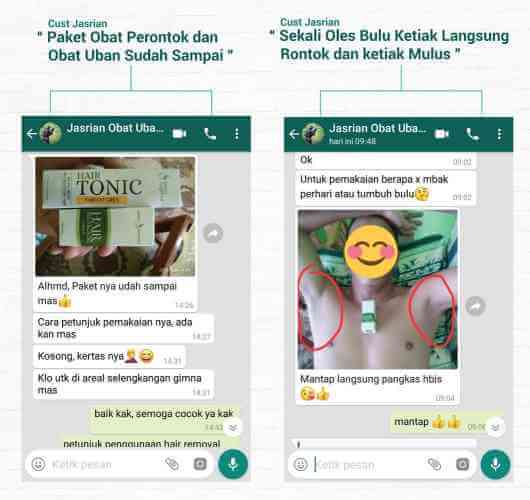 Cust Jasrian
" Paket Obat Perontok dan
Obat Uban Sudah Sampai "
Jasrian Obat Uba...
HAIR
TONIC
HAIR
Alhmd, Paket nya udah sampai
mas👍
14:26
Cara petunjuk pemakaian nya, ada
kan mas
14:27
Kosong, kertas nya🤦😄
14:31
Klo utk di areal selengkangan gimna
mas
14:31
baik kak, semoga cocok ya kak
14:43
petunjuk penggunaan hair removal
Ketik pesan
Cust Jasrian
" Sekali Oles Bulu Ketiak Langsung
Rontok dan ketiak Mulus "
Jasrian Obat Uba...
hari ini 09:48
Ok
09:02
Untuk pemakaian berapa x mbak
perhari atau tumbuh bulu🤔
09:02
Mantap langsung pangkas hbis
😘👍
09:04
mantap 👍👍
Ketik pesan